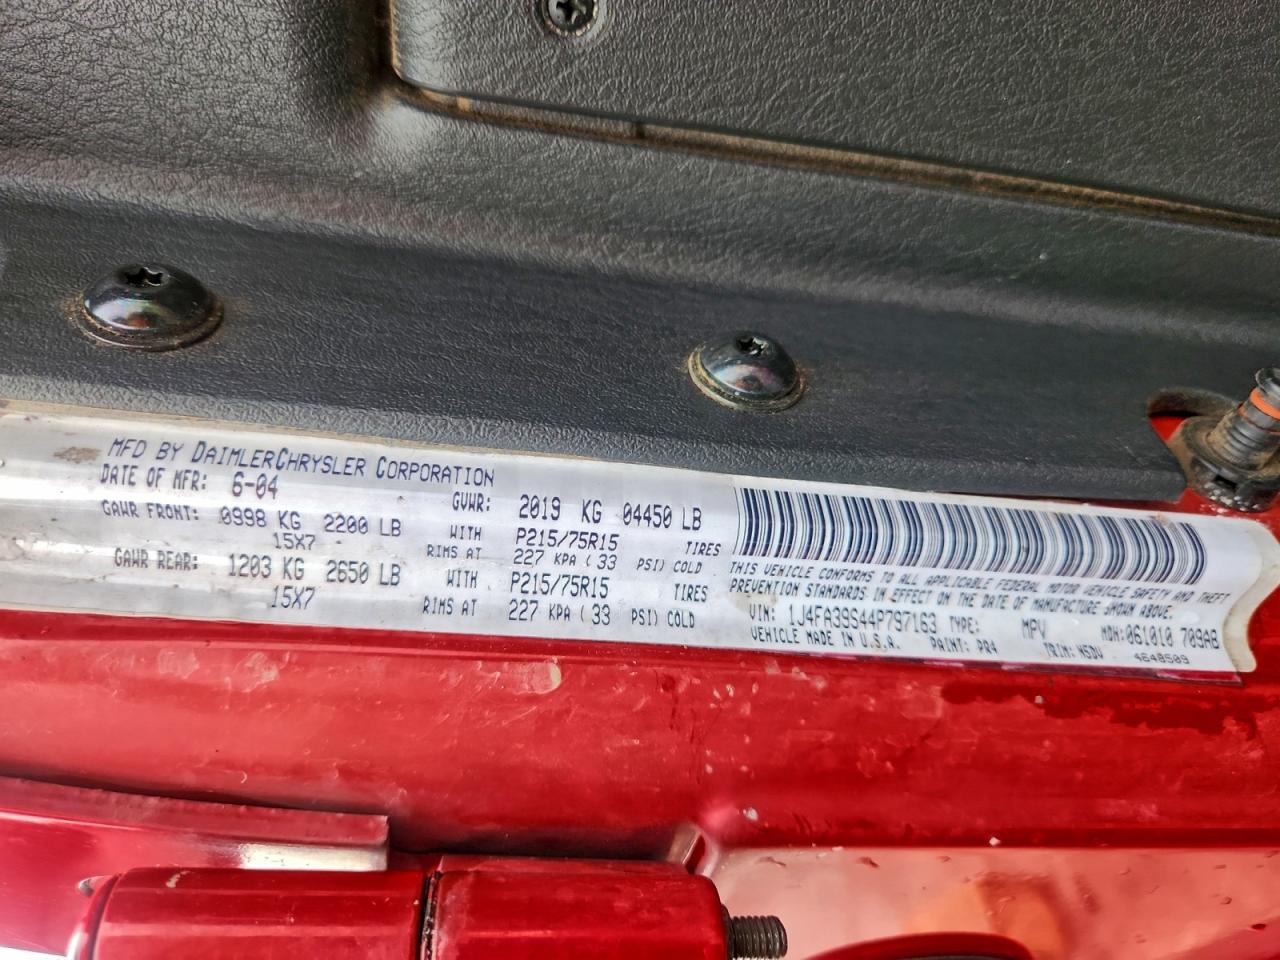 MFD BY DAIMLERCHRYSLER CORPORATION
DATE OF MFR: 6-04 GVWR: 2019 KG 04450 LB
GAWR FRONT: 0998 KG 2200 LB WITH P215/75R15 TIRES
15X7 RIMS AT 227 KPA ( 33 PSI) COLD
GAWR REAR: 1203 KG 2650 LB WITH P215/75R15 TIRES
15X7 RIMS AT 227 KPA ( 33 PSI) COLD
THIS VEHICLE CONFORMS TO ALL APPLICABLE FEDERAL MOTOR VEHICLE SAFETY AND THEFT
PREVENTION STANDARDS IN EFFECT ON THE DATE OF MANUFACTURE SHOWN ABOVE.
VIN: 1J4FA39S44P797163 TYPE: MPV MDH:061010 709AB
VEHICLE MADE IN U.S.A. PAINT: PR4 TRIM: N5DV 4648509